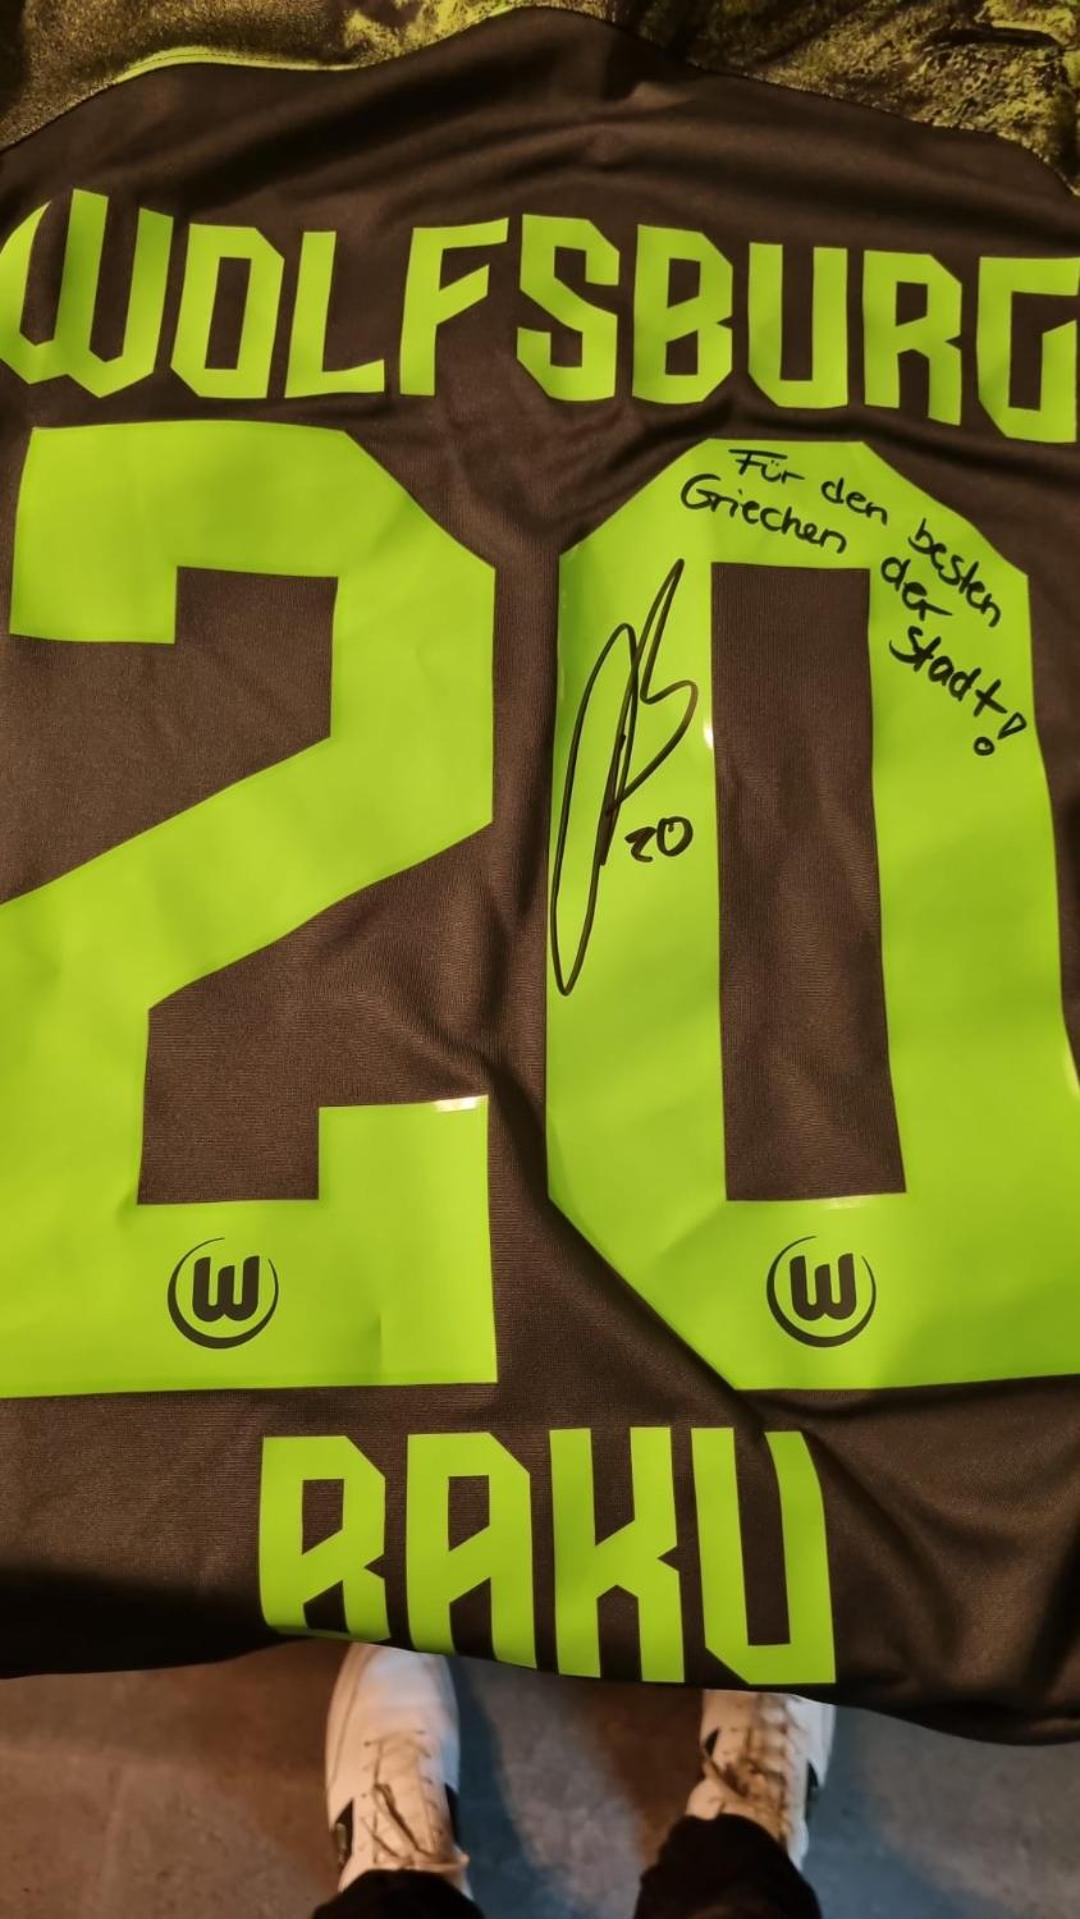 WOLFSBURG
20
Für den besten
Griechen der
Stadt!
20
W W
BAKU